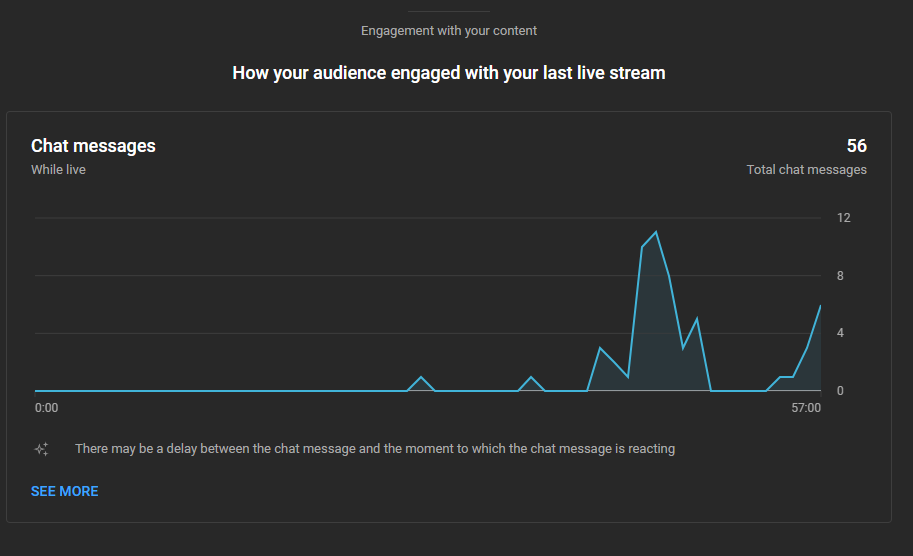 Engagement with your content
How your audience engaged with your last live stream
Chat messages
56
While live
Total chat messages
12
8
4
0
0:00
57:00
There may be a delay between the chat message and the moment to which the chat message is reacting
SEE MORE